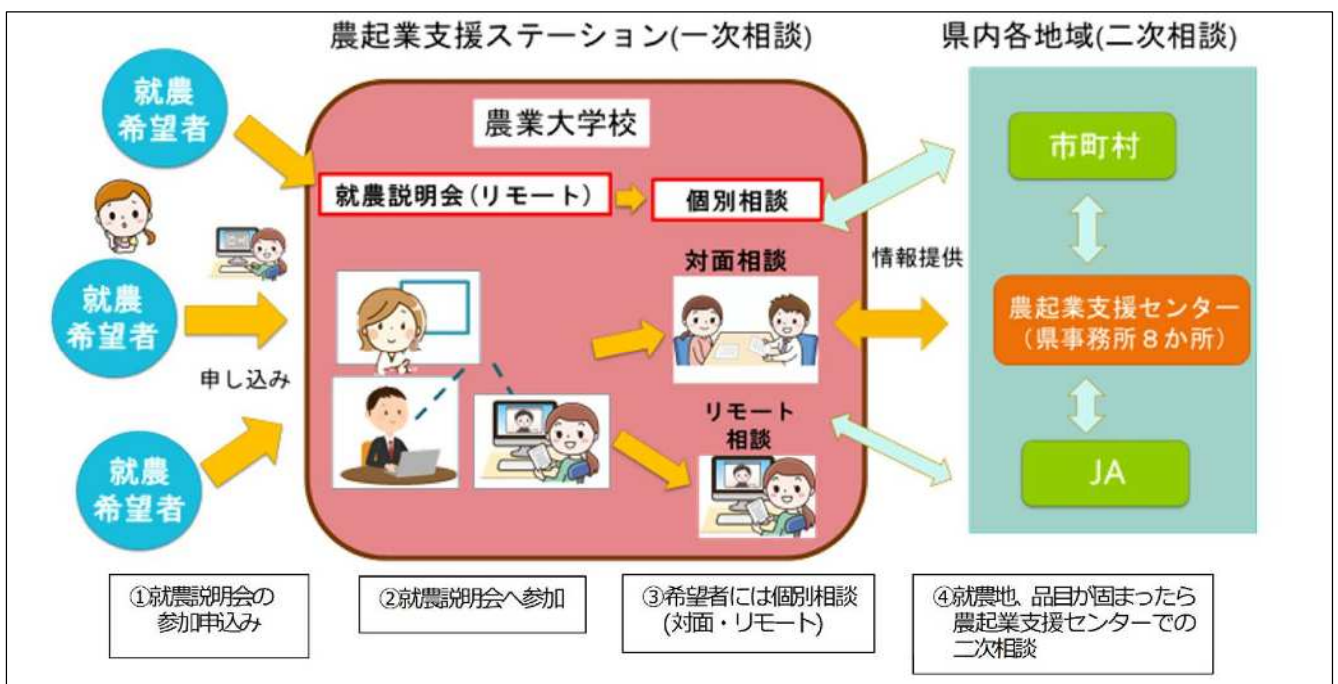 農起業支援ステーション(一次相談)
県内各地域(二次相談)
就農
希望者
就農
希望者
申し込み
就農
希望者
農業大学校
就農説明会(リモート)
個別相談
対面相談
リモート
相談
情報提供
市町村
農起業支援センター
(県事務所8か所)
JA
①就農説明会の
参加申込み
②就農説明会へ参加
③希望者には個別相談
(対面・リモート)
④就農地、品目が固まったら
農起業支援センターでの
二次相談